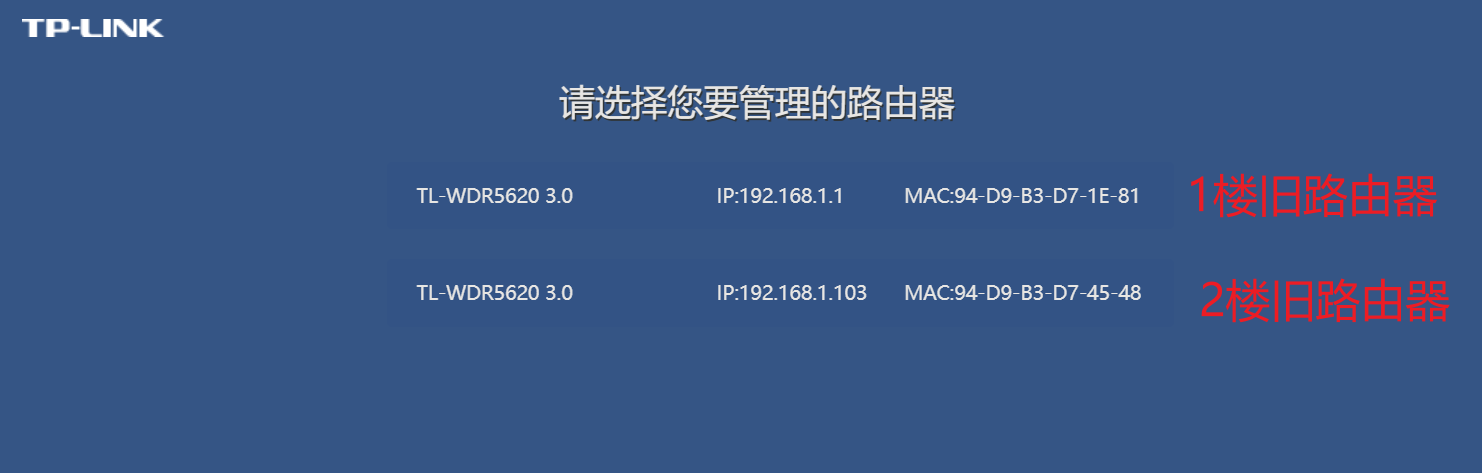 TP-LINK
请选择您要管理的路由器
TL-WDR5620 3.0 IP:192.168.1.1 MAC:94-D9-B3-D7-1E-81 1楼旧路由器
TL-WDR5620 3.0 IP:192.168.1.103 MAC:94-D9-B3-D7-45-48 2楼旧路由器